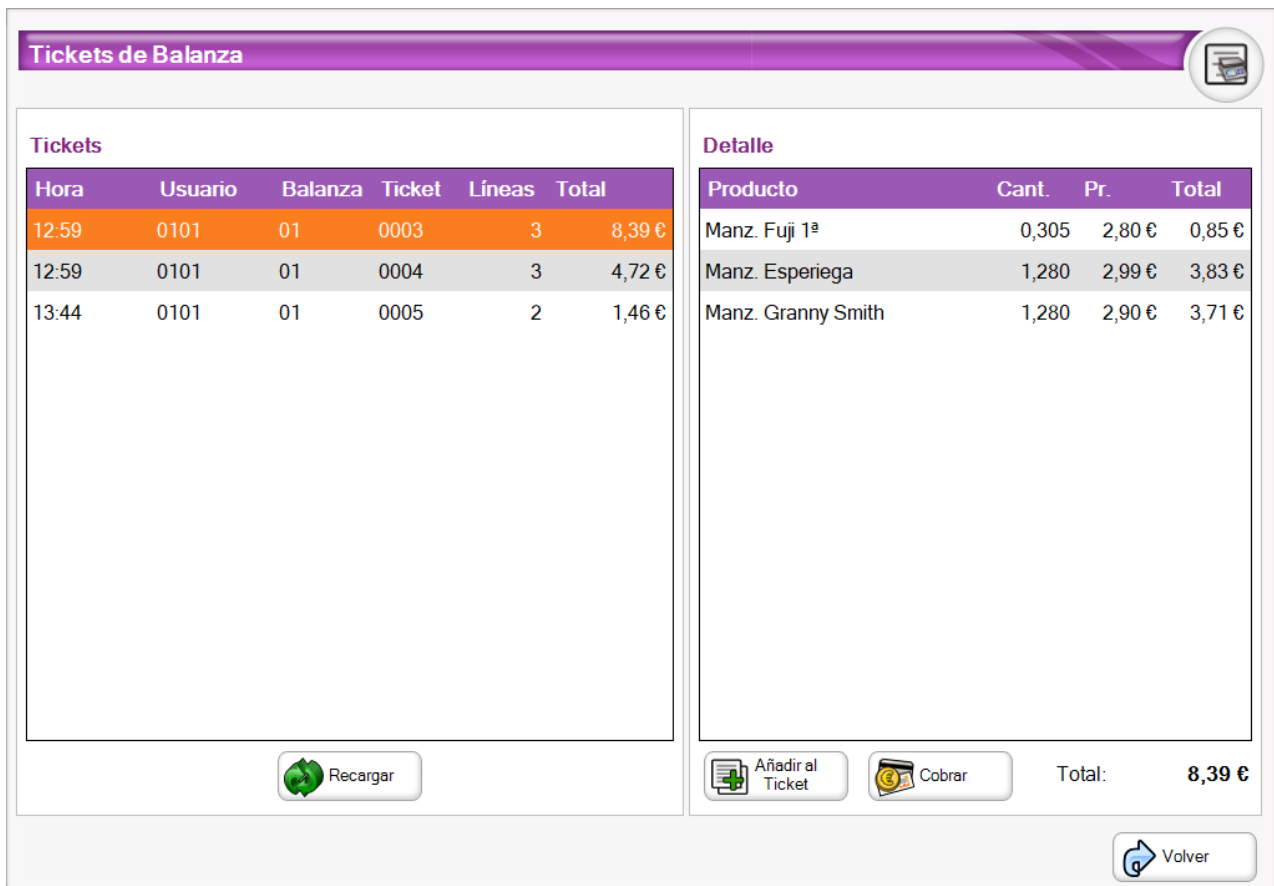 Tickets de Balanza
Tickets
Hora Usuario Balanza Ticket Líneas Total
12:59 0101 01 0003 3 8,39 €
12:59 0101 01 0004 3 4,72 €
13:44 0101 01 0005 2 1,46 €
Recargar
Detalle
Producto Cant. Pr. Total
Manz. Fuji 1ª 0,305 2,80 € 0,85 €
Manz. Esperiega 1,280 2,99 € 3,83 €
Manz. Granny Smith 1,280 2,90 € 3,71 €
Añadir al
Ticket
Cobrar
Total: 8,39 €
Volver